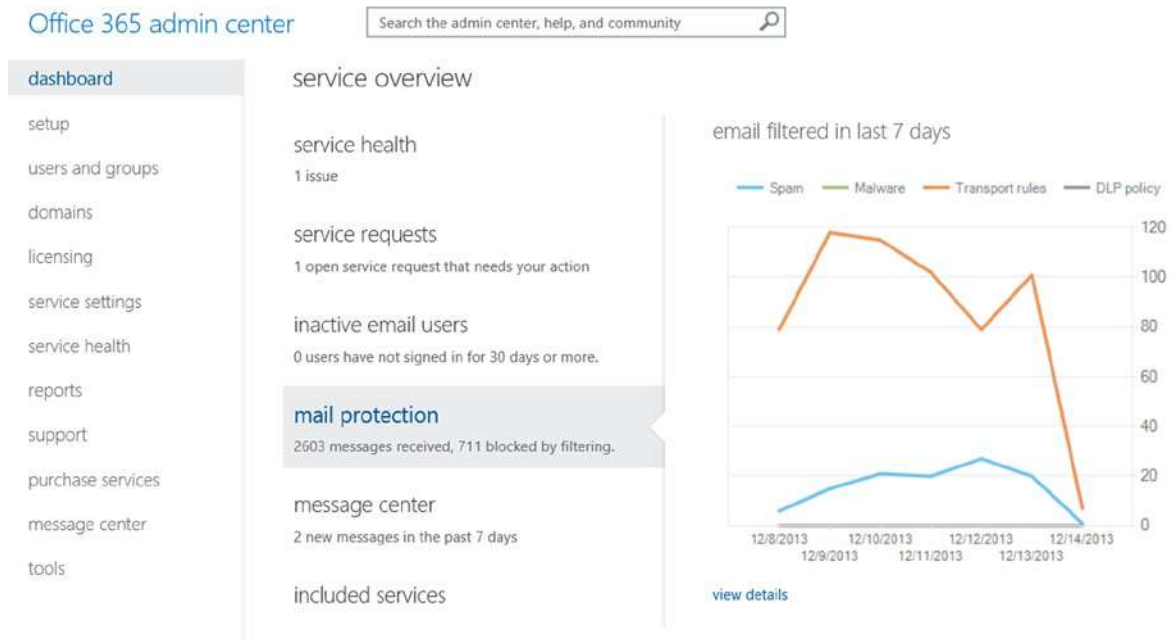 Office 365 admin center
Search the admin center, help, and community
dashboard
setup
users and groups
domains
licensing
service settings
service health
reports
support
purchase services
message center
tools
service overview
service health
1 issue
service requests
1 open service request that needs your action
inactive email users
0 users have not signed in for 30 days or more.
mail protection
2603 messages received, 711 blocked by filtering.
message center
2 new messages in the past 7 days
included services
email filtered in last 7 days
Spam Malware Transport rules DLP policy
120
100
80
60
40
20
0
12/8/2013 12/10/2013 12/12/2013 12/14/2013
12/9/2013 12/11/2013 12/13/2013
view details